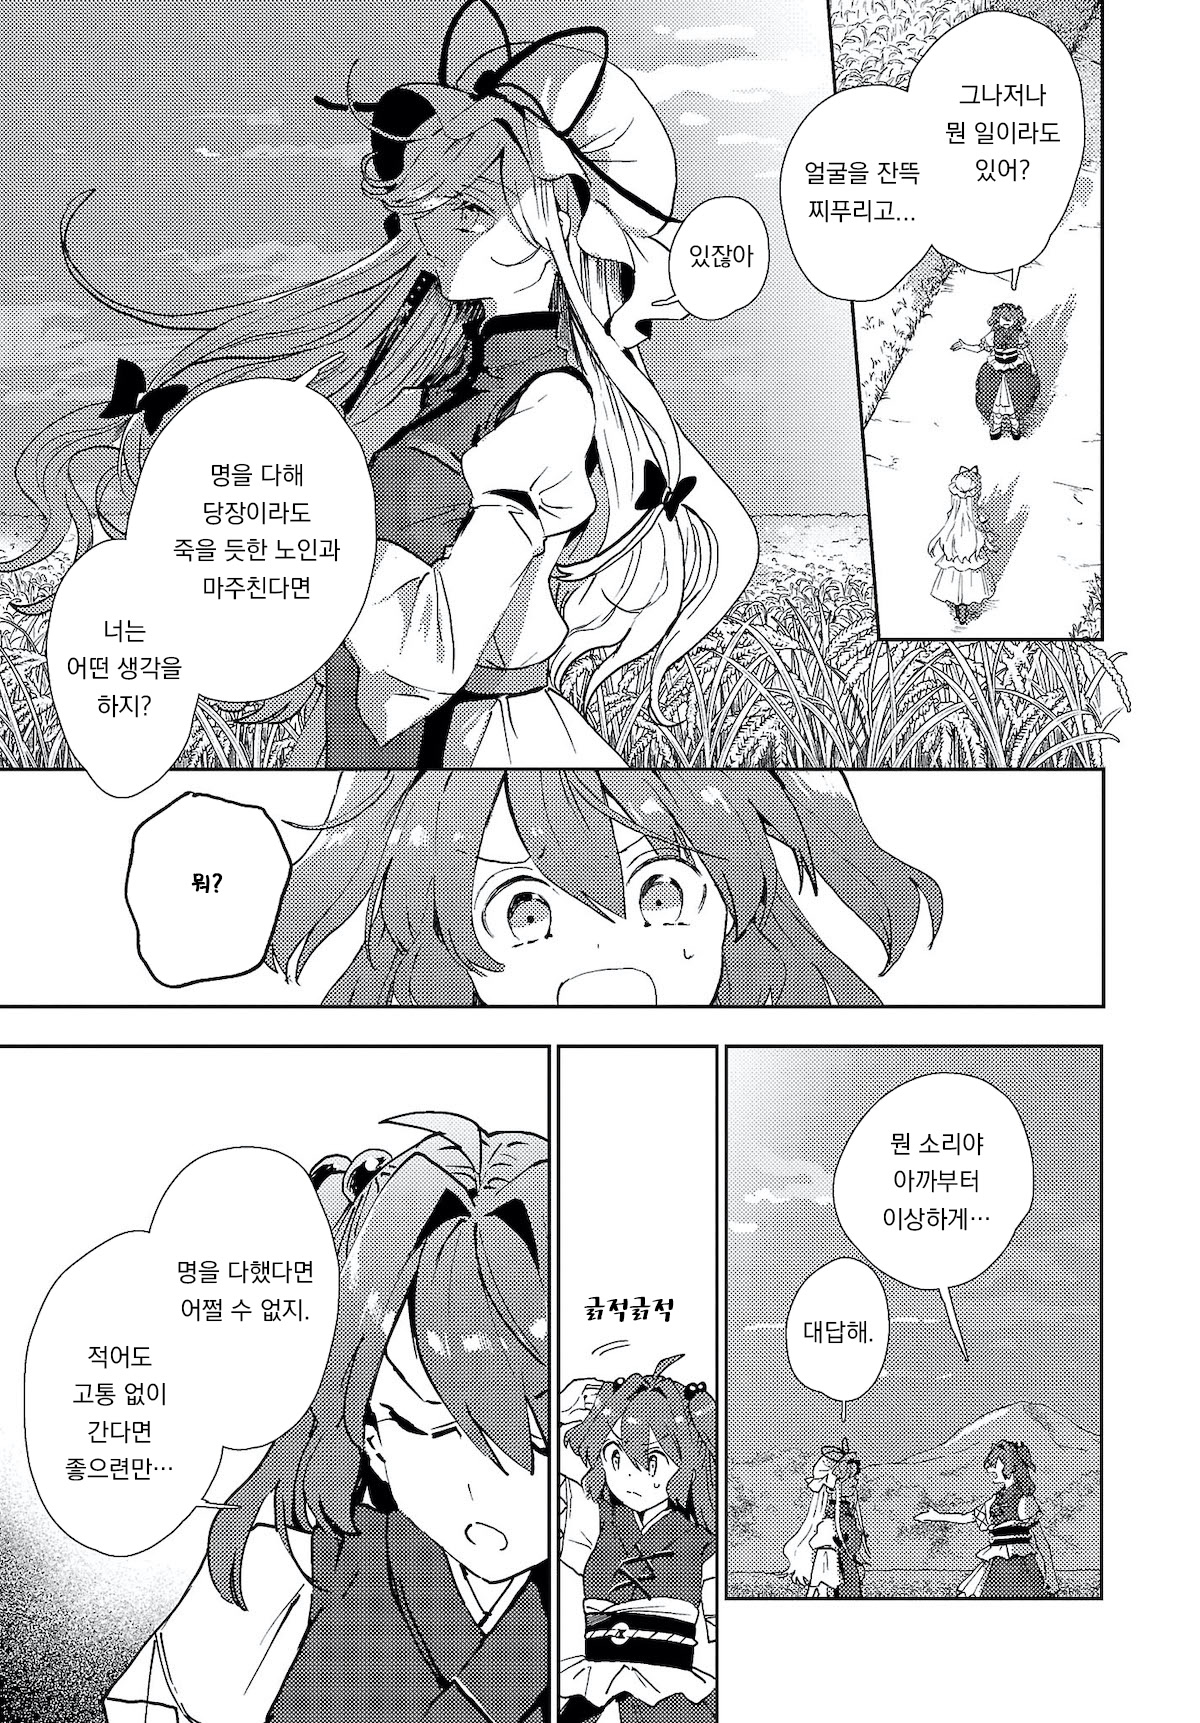 그나저나
뭔 일이라도
있어?
얼굴을 잔뜩
찌푸리고...
있잖아
명을 다해
당장이라도
죽을 듯한 노인과
마주친다면
너는
어떤 생각을
하지?
뭐?
뭔 소리야
아까부터
이상하게…
대답해.
긁적긁적
명을 다했다면
어쩔 수 없지.
적어도
고통 없이
간다면
좋으련만…